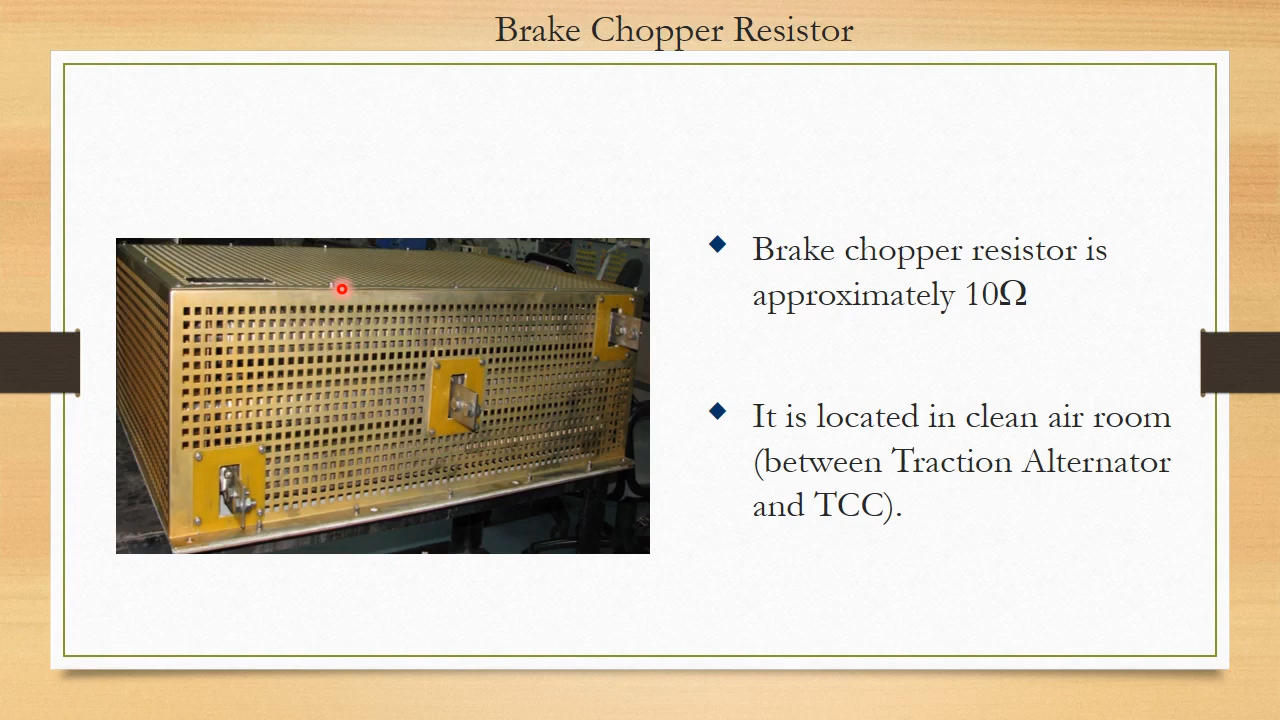 Brake Chopper Resistor
Brake chopper resistor is
approximately 10Ω
It is located in clean air room
(between Traction Alternator
and TCC).